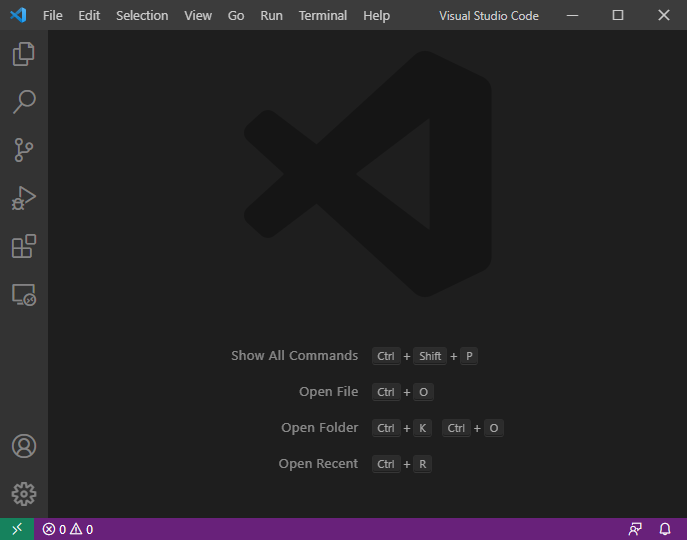 File Edit Selection View Go Run Terminal Help Visual Studio Code
Show All Commands Ctrl + Shift + P
Open File Ctrl + O
Open Folder Ctrl + K Ctrl + O
Open Recent Ctrl + R
0 0